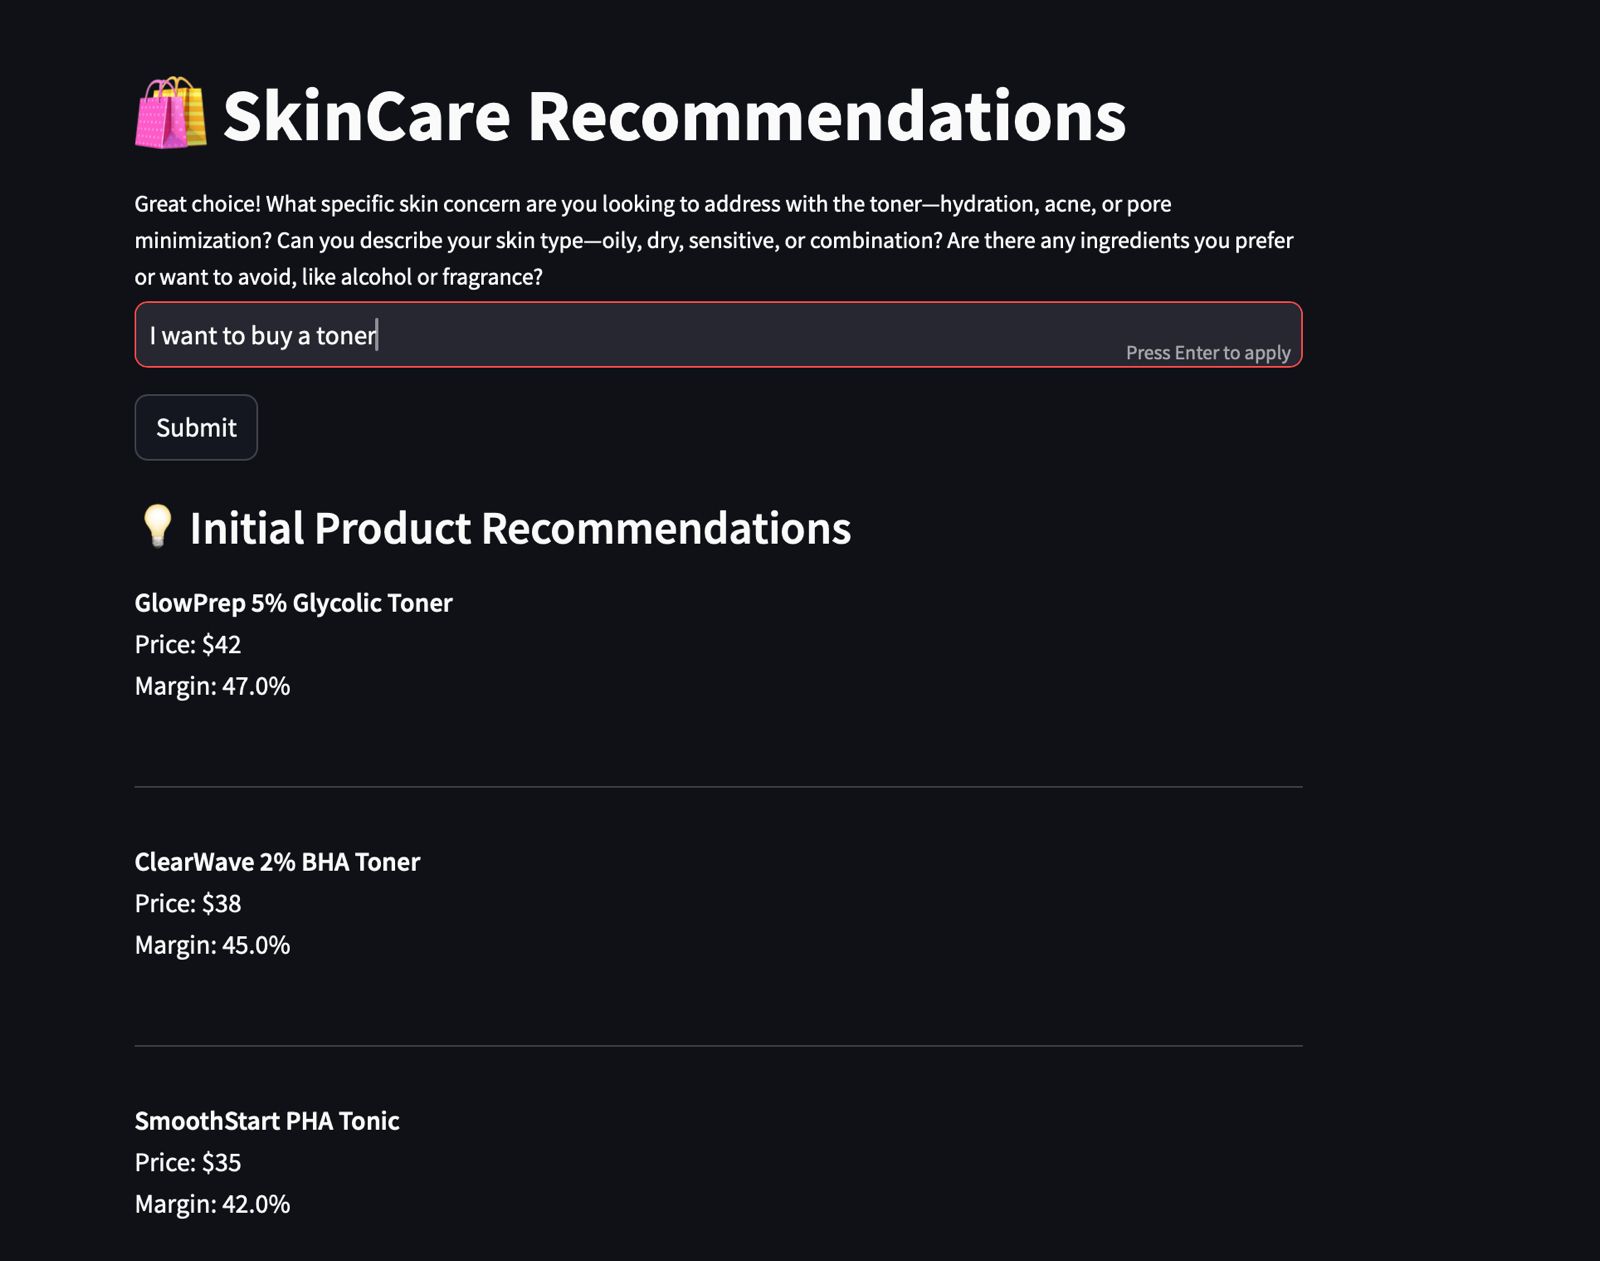 SkinCare Recommendations
Great choice! What specific skin concern are you looking to address with the toner—hydration, acne, or pore
minimization? Can you describe your skin type—oily, dry, sensitive, or combination? Are there any ingredients you prefer
or want to avoid, like alcohol or fragrance?
I want to buy a toner
Press Enter to apply
Submit
Initial Product Recommendations
GlowPrep 5% Glycolic Toner
Price: $42
Margin: 47.0%
ClearWave 2% BHA Toner
Price: $38
Margin: 45.0%
SmoothStart PHA Tonic
Price: $35
Margin: 42.0%